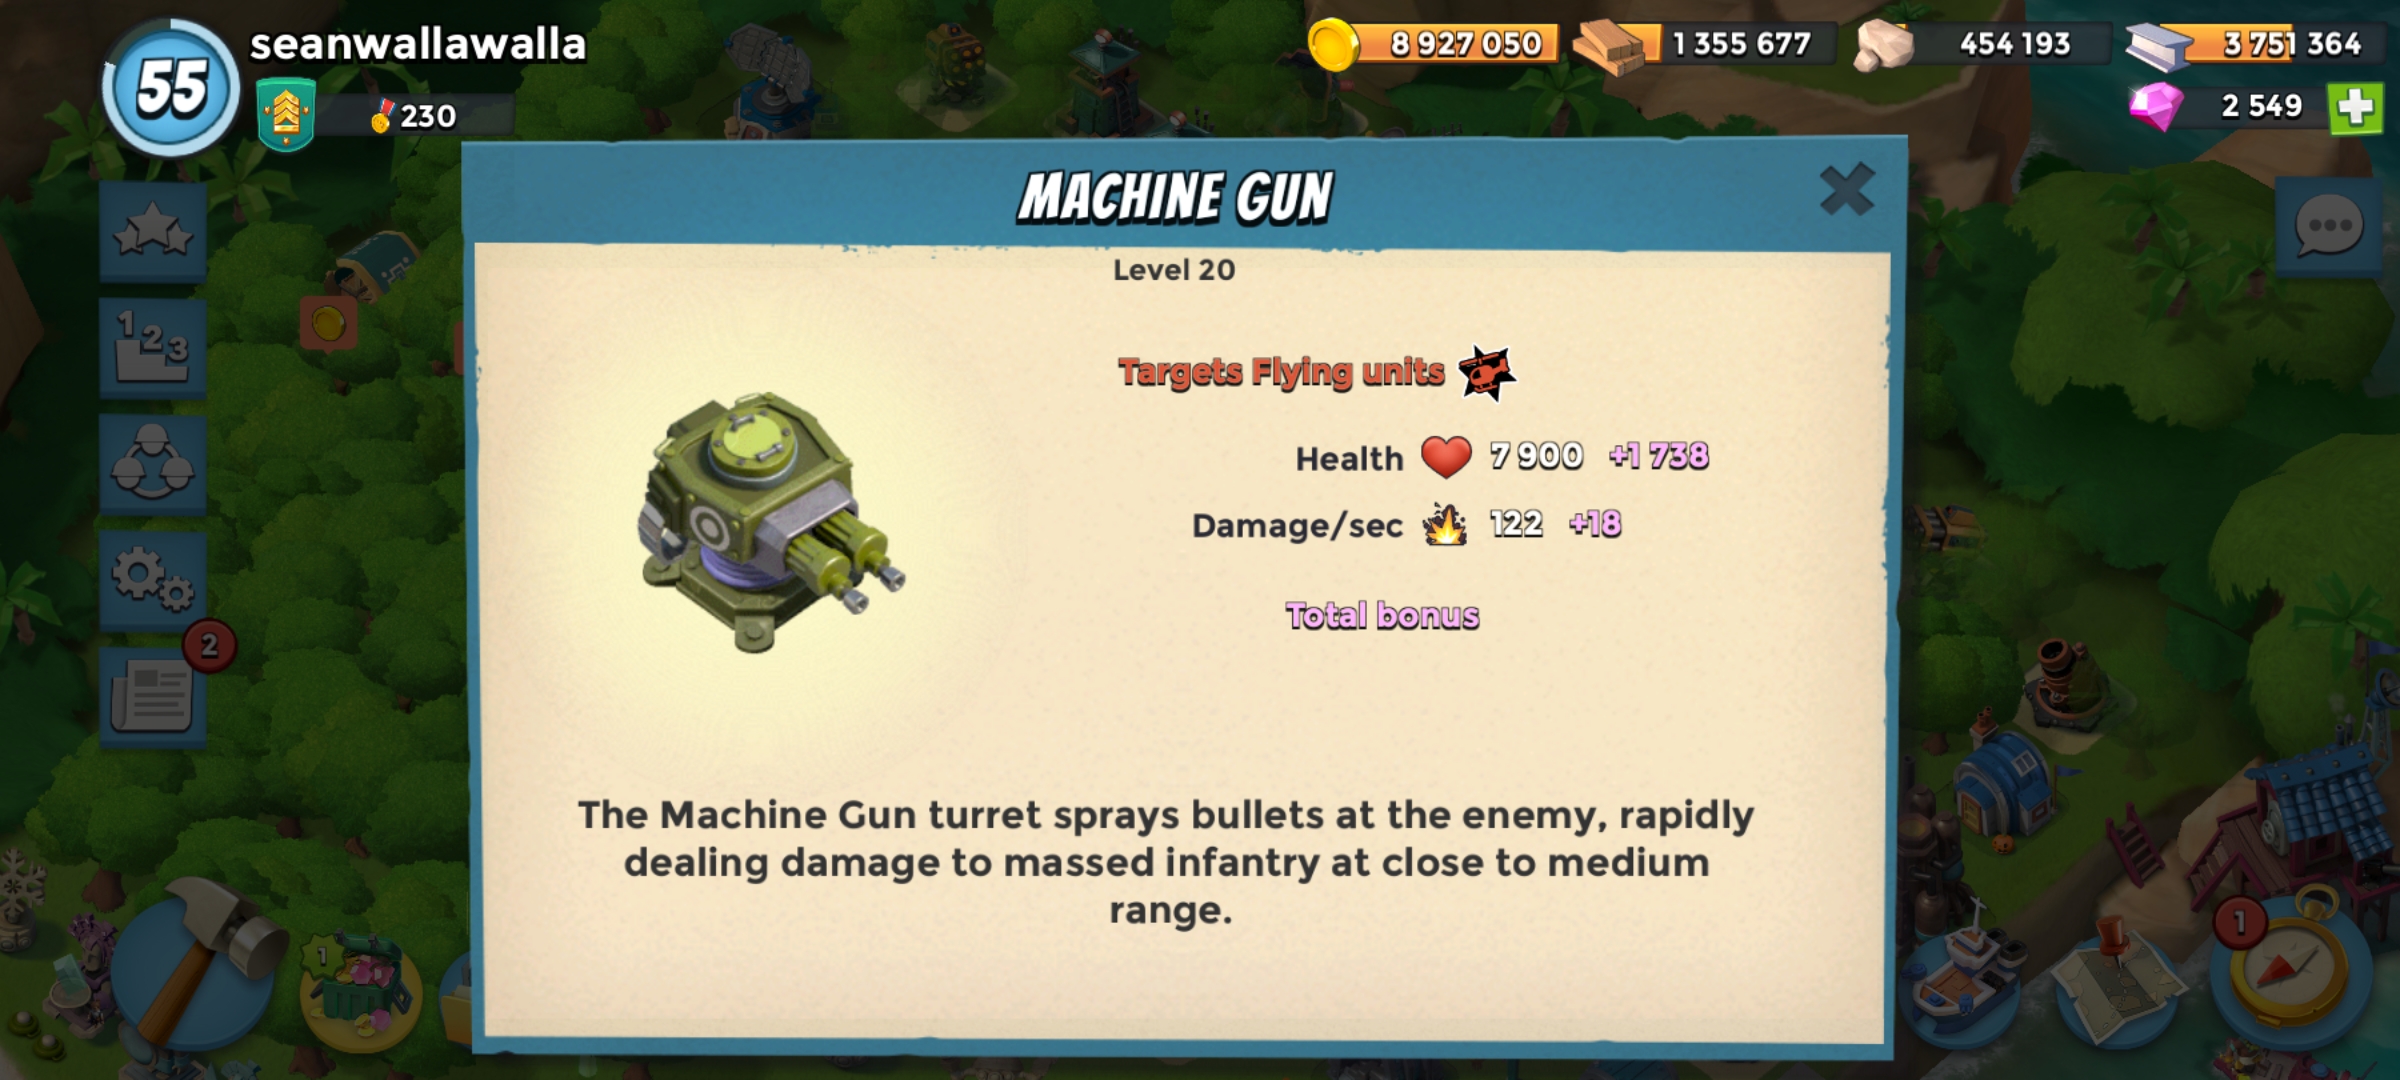 55
seanwallawalla
230
8 927 050
1 355 677
454 193
3 751 364
2 549
MACHINE GUN
Level 20
Targets Flying units
Health 7 900 +1 738
Damage/sec 122 +18
Total bonus
The Machine Gun turret sprays bullets at the enemy, rapidly
dealing damage to massed infantry at close to medium
range.
1 2 3
2
1
1